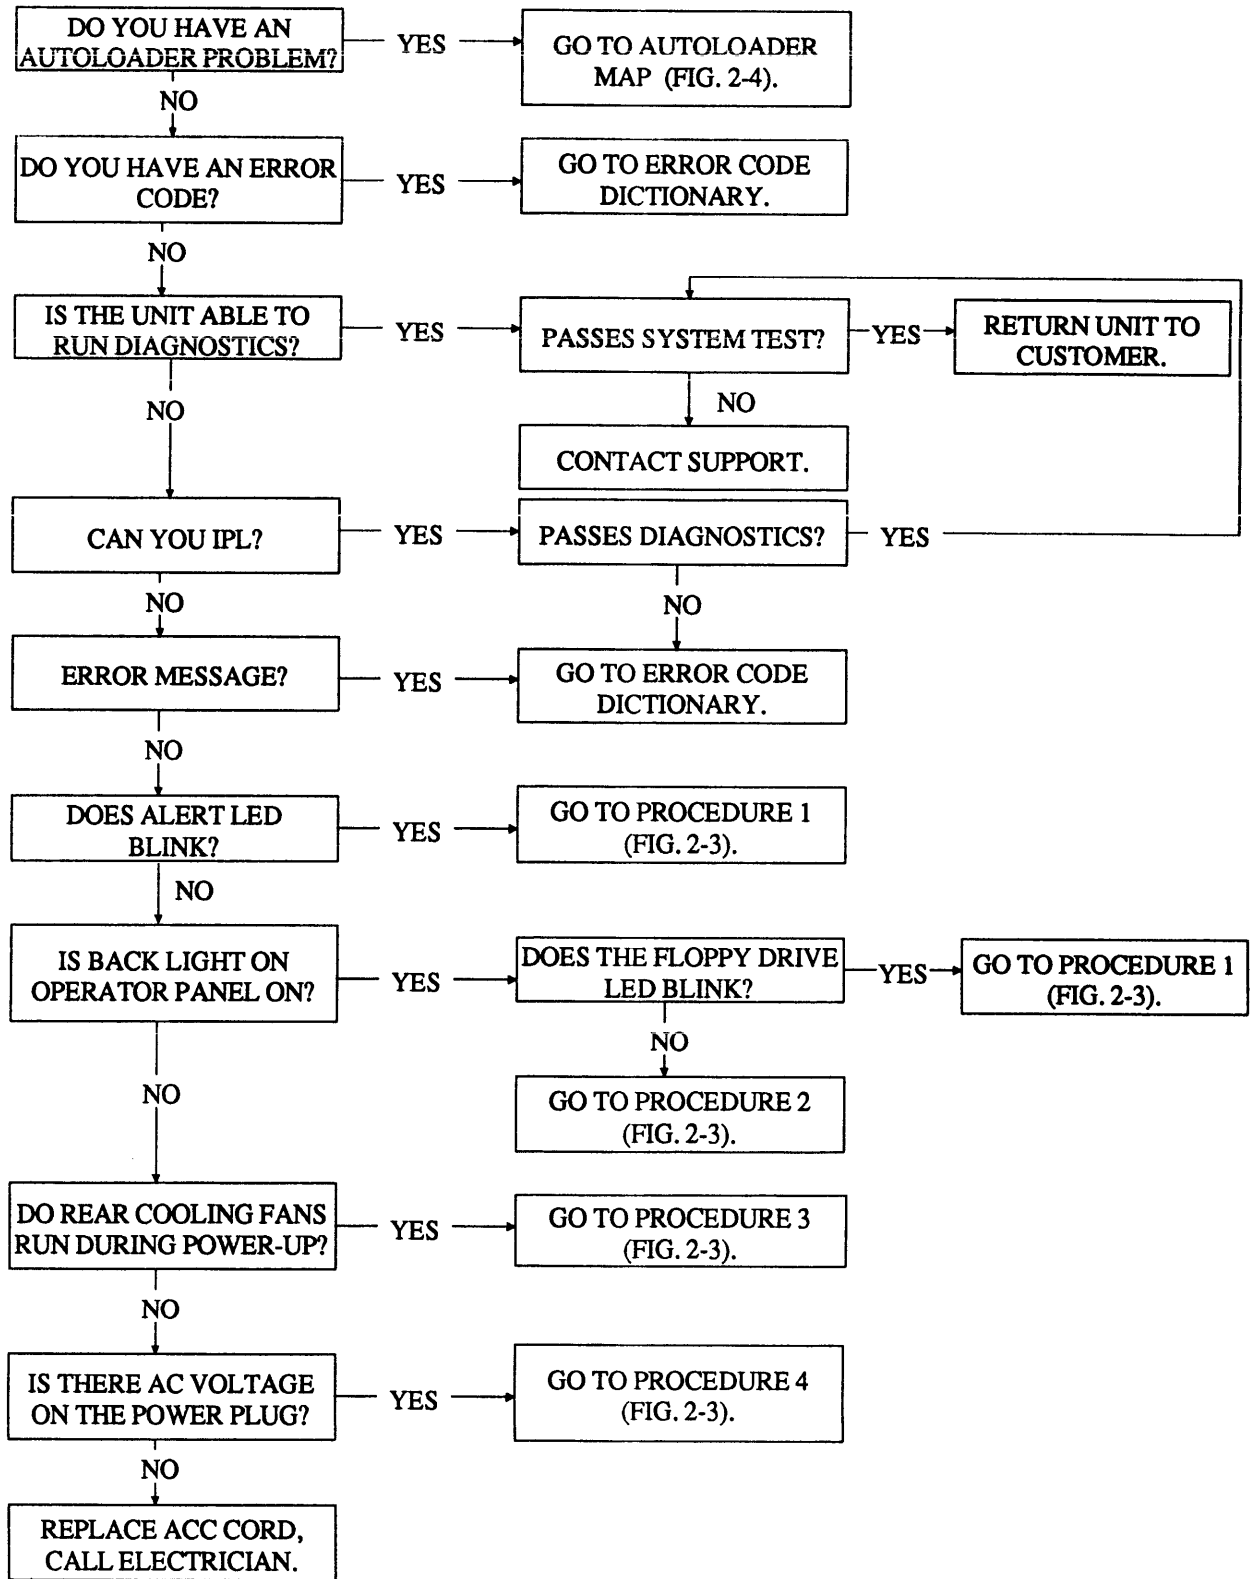 DO YOU HAVE AN
AUTOLOADER PROBLEM?
YES
GO TO AUTOLOADER
MAP (FIG. 2-4).
NO
DO YOU HAVE AN ERROR
CODE?
YES
GO TO ERROR CODE
DICTIONARY.
NO
IS THE UNIT ABLE TO
RUN DIAGNOSTICS?
YES
PASSES SYSTEM TEST?
YES
RETURN UNIT TO
CUSTOMER.
NO
NO
CONTACT SUPPORT.
CAN YOU IPL?
YES
PASSES DIAGNOSTICS?
YES
NO
NO
ERROR MESSAGE?
YES
GO TO ERROR CODE
DICTIONARY.
NO
DOES ALERT LED
BLINK?
YES
GO TO PROCEDURE 1
(FIG. 2-3).
NO
IS BACK LIGHT ON
OPERATOR PANEL ON?
YES
DOES THE FLOPPY DRIVE
LED BLINK?
YES
GO TO PROCEDURE 1
(FIG. 2-3).
NO
NO
GO TO PROCEDURE 2
(FIG. 2-3).
DO REAR COOLING FANS
RUN DURING POWER-UP?
YES
GO TO PROCEDURE 3
(FIG. 2-3).
NO
IS THERE AC VOLTAGE
ON THE POWER PLUG?
YES
GO TO PROCEDURE 4
(FIG. 2-3).
NO
REPLACE ACC CORD,
CALL ELECTRICIAN.